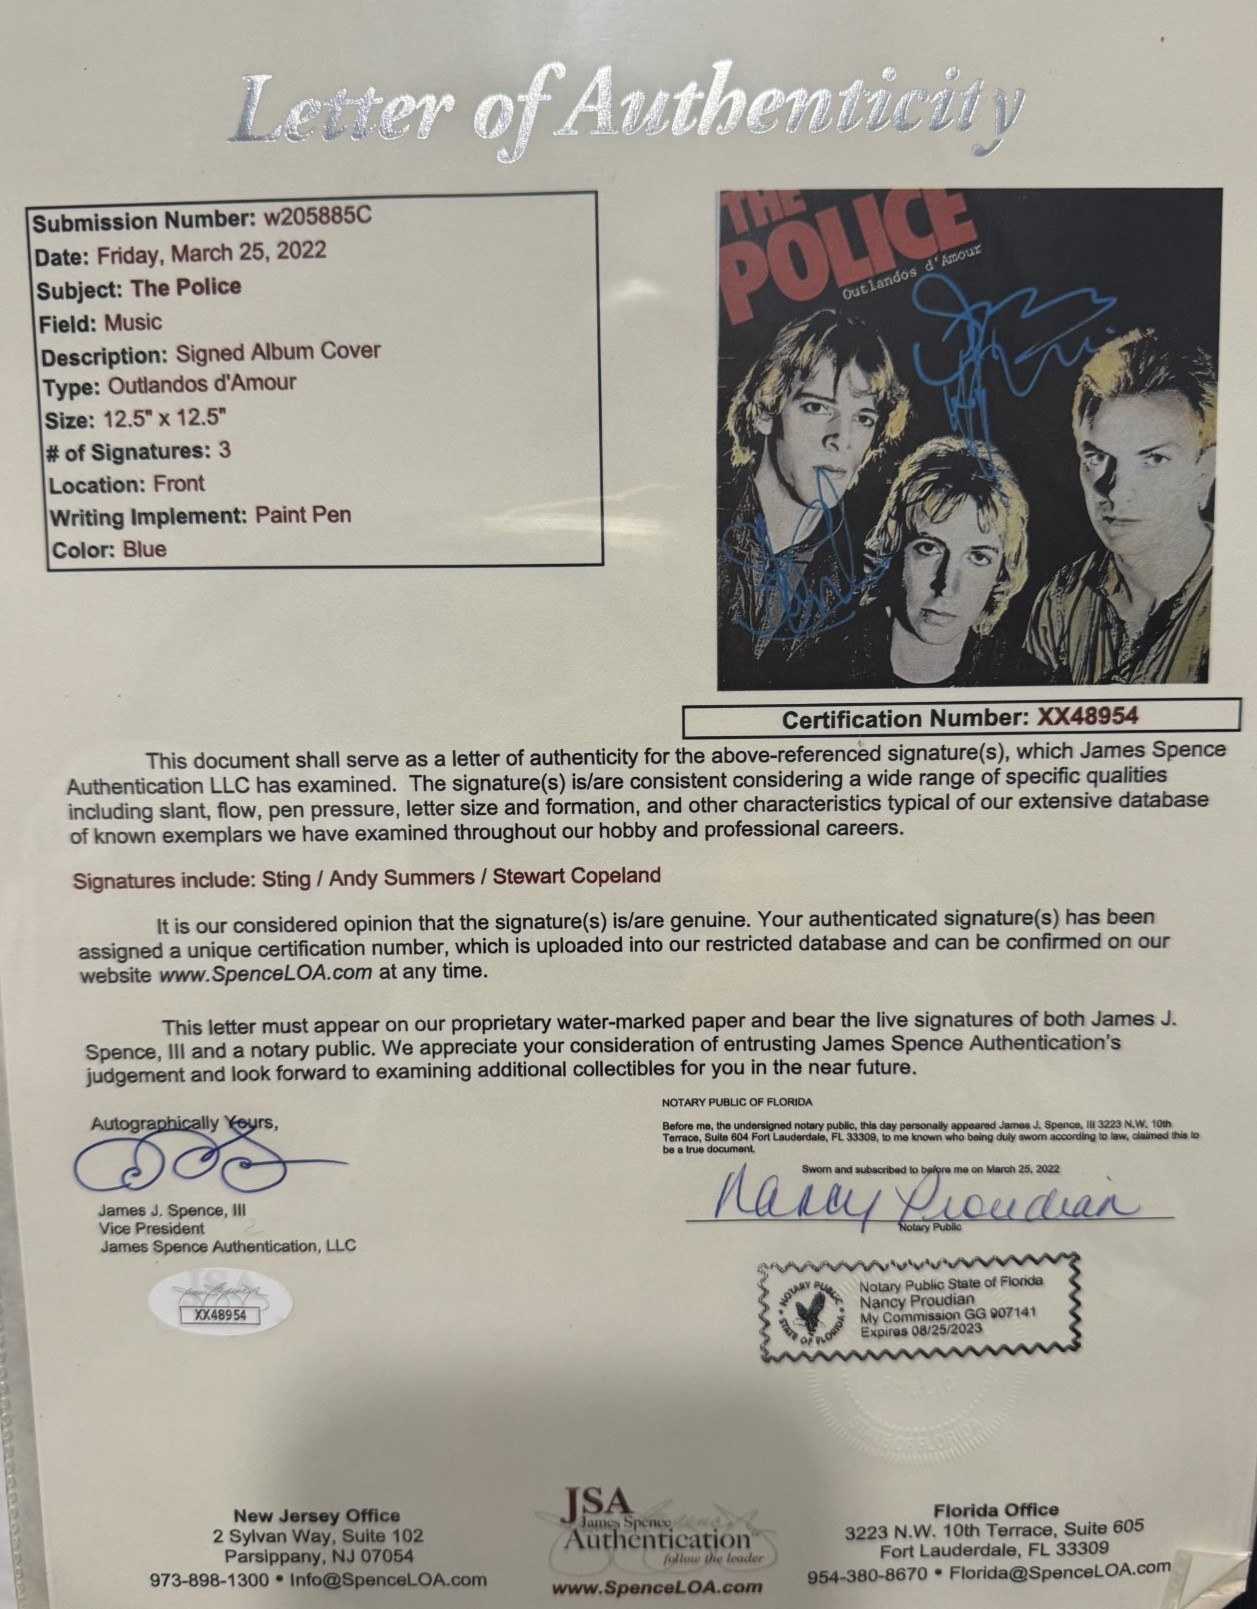 Letter of Authenticity
Submission Number: w205885C
Date: Friday, March 25, 2022
Subject: The Police
Field: Music
Description: Signed Album Cover
Type: Outlandos d'Amour
Size: 12.5" x 12.5"
# of Signatures: 3
Location: Front
Writing Implement: Paint Pen
Color: Blue
THE
POLICE
Outlandos d'Amour
Certification Number: XX48954
This document shall serve as a letter of authenticity for the above-referenced signature(s), which James Spence
Authentication LLC has examined. The signature(s) is/are consistent considering a wide range of specific qualities
including slant, flow, pen pressure, letter size and formation, and other characteristics typical of our extensive database
of known exemplars we have examined throughout our hobby and professional careers.
Signatures include: Sting / Andy Summers / Stewart Copeland
It is our considered opinion that the signature(s) is/are genuine. Your authenticated signature(s) has been
assigned a unique certification number, which is uploaded into our restricted database and can be confirmed on our
website www.SpenceLOA.com at any time.
This letter must appear on our proprietary water-marked paper and bear the live signatures of both James J.
Spence, III and a notary public. We appreciate your consideration of entrusting James Spence Authentication's
judgement and look forward to examining additional collectibles for you in the near future.
Autographically Yours,
James J. Spence, III
Vice President
James Spence Authentication, LLC
JSA
XX48954
NOTARY PUBLIC OF FLORIDA
Before me, the undersigned notary public, this day personally appeared James J. Spence, III 3223 N.W. 10th
Terrace, Suite 604 Fort Lauderdale, FL 33309, to me known who being duly sworn according to law, claimed this to
be a true document.
Sworn and subscribed to before me on March 25, 2022
Nancy Proudian
Notary Public
NOTARY PUBLIC
STATE OF FLORIDA
Notary Public State of Florida
Nancy Proudian
My Commission GG 907141
Expires 08/25/2023
STATE OF FLORIDA
New Jersey Office
2 Sylvan Way, Suite 102
Parsippany, NJ 07054
973-898-1300 • Info@SpenceLOA.com
JSA
James Spence
Authentication
follow the leader
www.SpenceLOA.com
Florida Office
3223 N.W. 10th Terrace, Suite 605
Fort Lauderdale, FL 33309
954-380-8670 • Florida@SpenceLOA.com